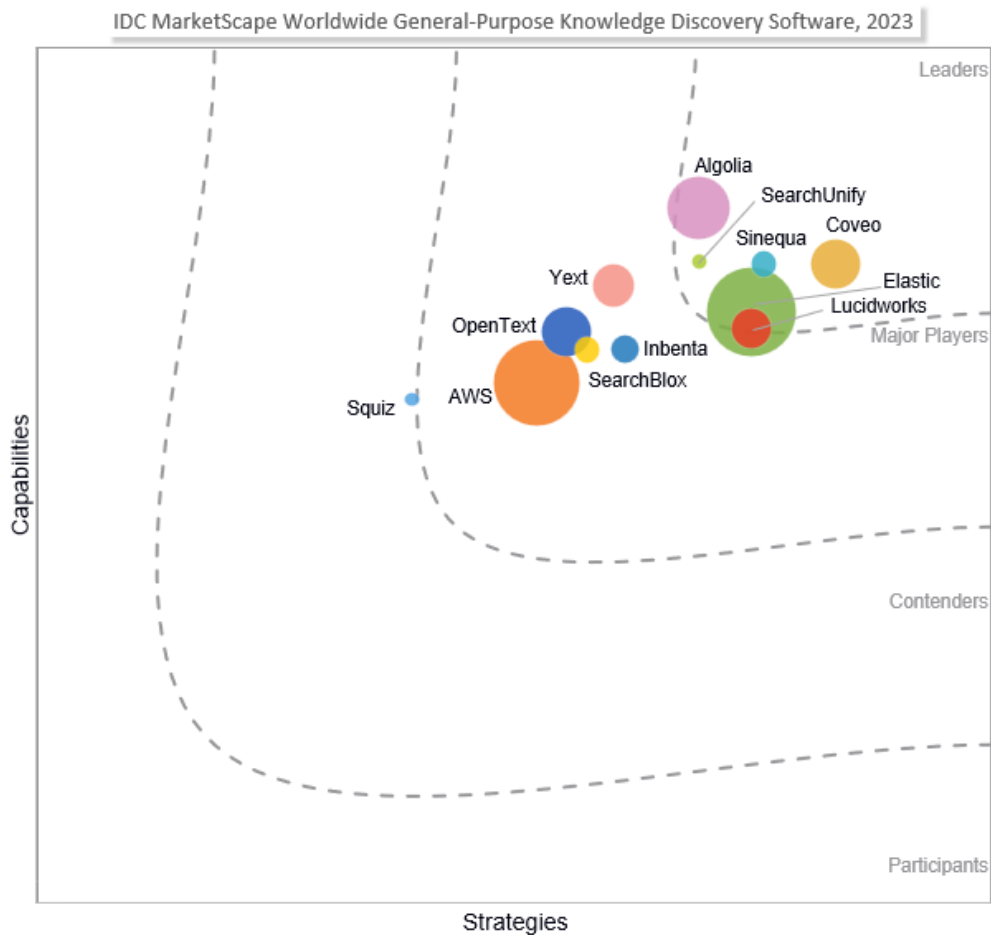 IDC MarketScape Worldwide General-Purpose Knowledge Discovery Software, 2023
Leaders
Algolia
SearchUnify
Coveo
Sinequa
Yext
Elastic
Lucidworks
OpenText
Major Players
Inbenta
SearchBlox
AWS
Squiz
Capabilities
Contenders
Participants
Strategies